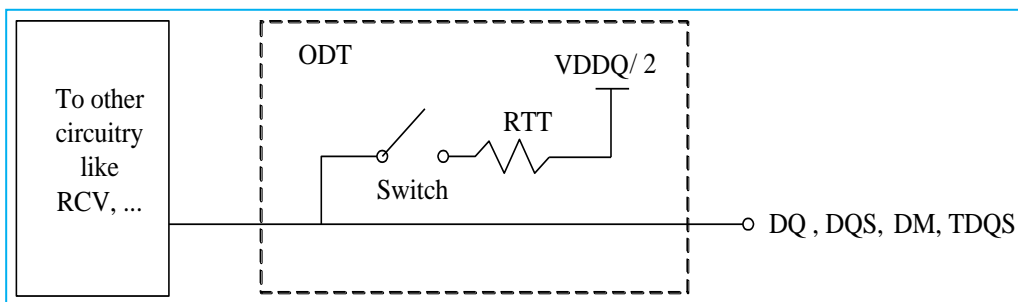 ODT
VDDQ/ 2
To other
circuitry
like
RCV, ...
RTT
Switch
DQ , DQS, DM, TDQS